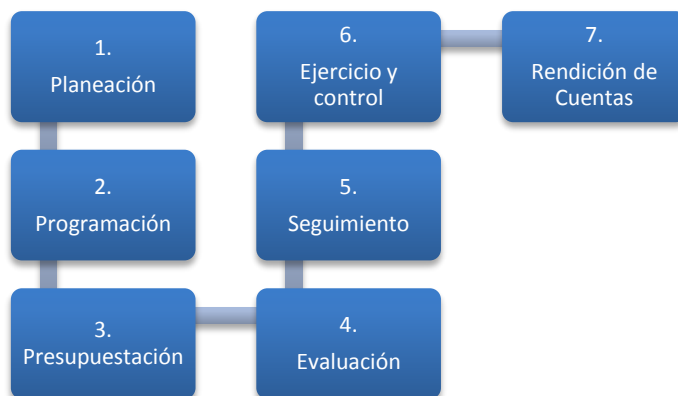 1.
Planeación
2.
Programación
3.
Presupuestación
4.
Evaluación
5.
Seguimiento
6.
Ejercicio y
control
7.
Rendición de
Cuentas